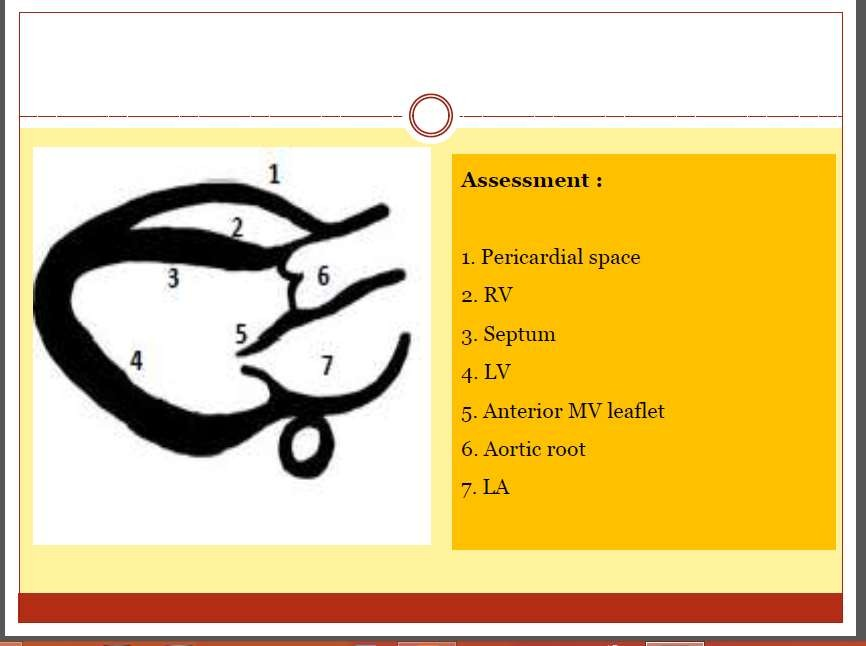 1
2
3
6
5
4
7
Assessment :
1. Pericardial space
2. RV
3. Septum
4. LV
5. Anterior MV leaflet
6. Aortic root
7. LA